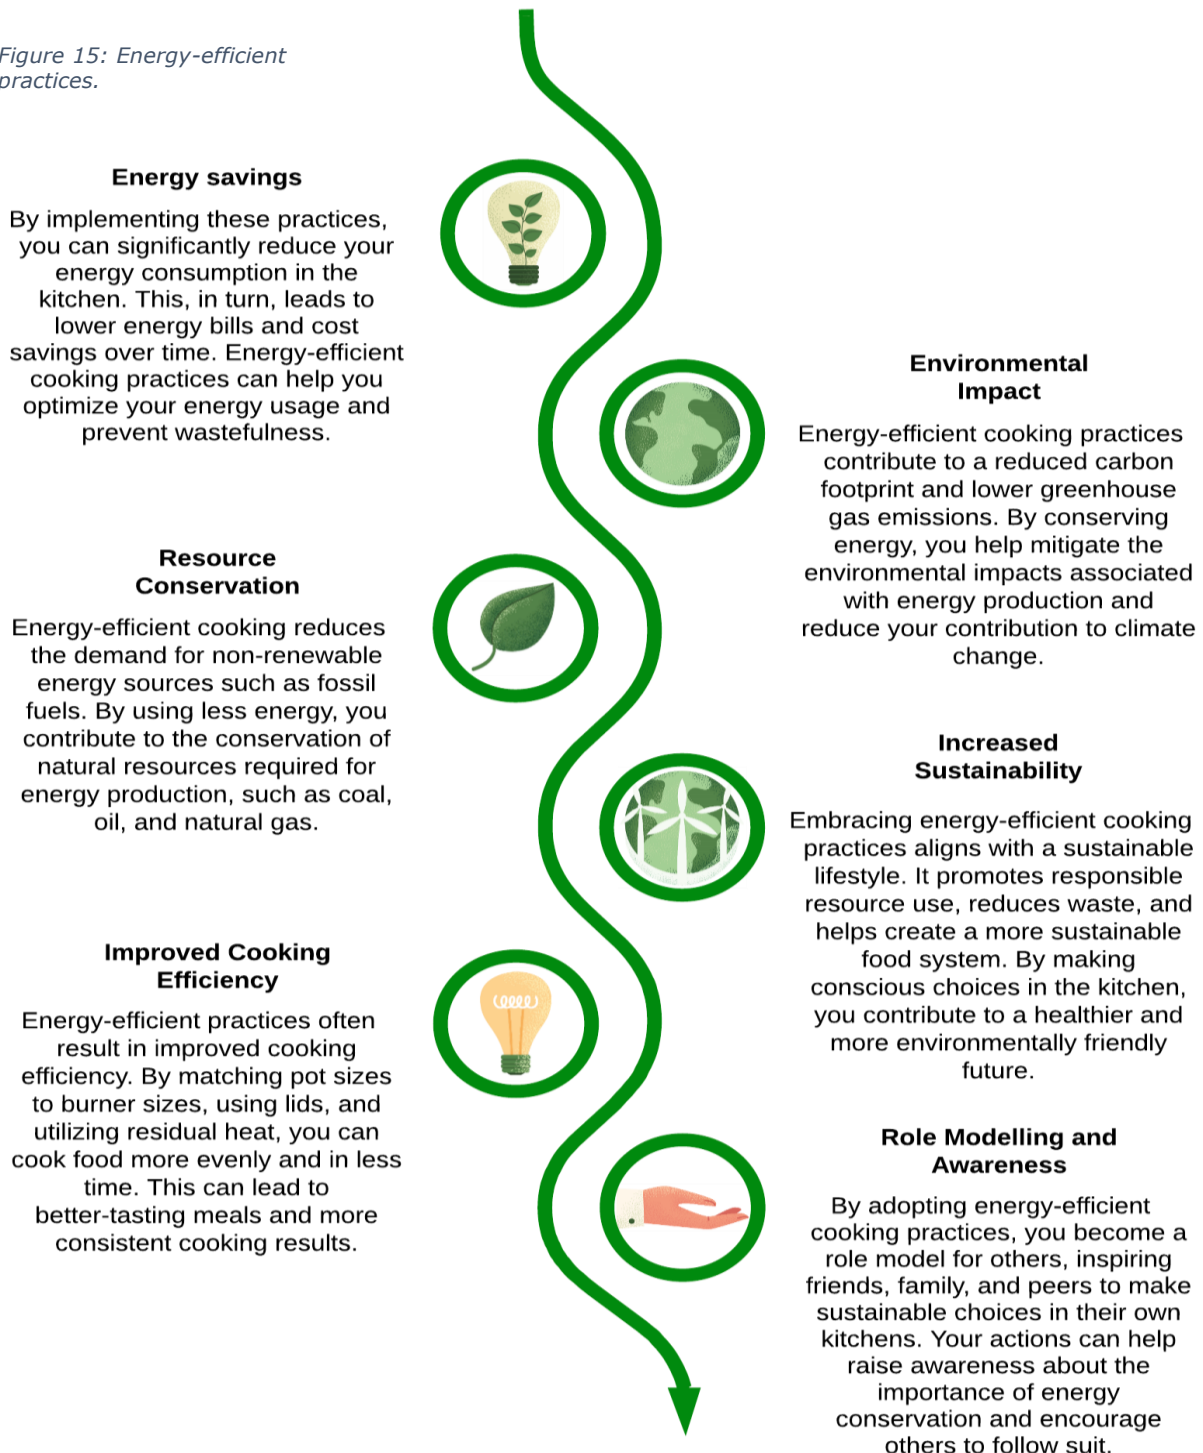 Figure 15: Energy-efficient
practices.
Energy savings
By implementing these practices,
you can significantly reduce your
energy consumption in the
kitchen. This, in turn, leads to
lower energy bills and cost
savings over time. Energy-efficient
cooking practices can help you
optimize your energy usage and
prevent wastefulness.
Environmental
Impact
Energy-efficient cooking practices
contribute to a reduced carbon
footprint and lower greenhouse
gas emissions. By conserving
energy, you help mitigate the
environmental impacts associated
with energy production and
reduce your contribution to climate
change.
Resource
Conservation
Energy-efficient cooking reduces
the demand for non-renewable
energy sources such as fossil
fuels. By using less energy, you
contribute to the conservation of
natural resources required for
energy production, such as coal,
oil, and natural gas.
Increased
Sustainability
Embracing energy-efficient cooking
practices aligns with a sustainable
lifestyle. It promotes responsible
resource use, reduces waste, and
helps create a more sustainable
food system. By making
conscious choices in the kitchen,
you contribute to a healthier and
more environmentally friendly
future.
Improved Cooking
Efficiency
Energy-efficient practices often
result in improved cooking
efficiency. By matching pot sizes
to burner sizes, using lids, and
utilizing residual heat, you can
cook food more evenly and in less
time. This can lead to
better-tasting meals and more
consistent cooking results.
Role Modelling and
Awareness
By adopting energy-efficient
cooking practices, you become a
role model for others, inspiring
friends, family, and peers to make
sustainable choices in their own
kitchens. Your actions can help
raise awareness about the
importance of energy
conservation and encourage
others to follow suit.